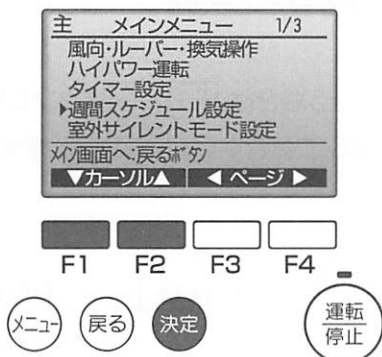 主 メインメニュー 1/3
風向・ルーバー・換気操作
ハイパワー運転
タイマー設定
▶週間スケジュール設定
室外サイレントモード設定
メイン画面へ:戻るボタン
▼カーソル▲ ◀ ページ ▶
F1 F2 F3 F4
メニュー 戻る 決定 運転
停止